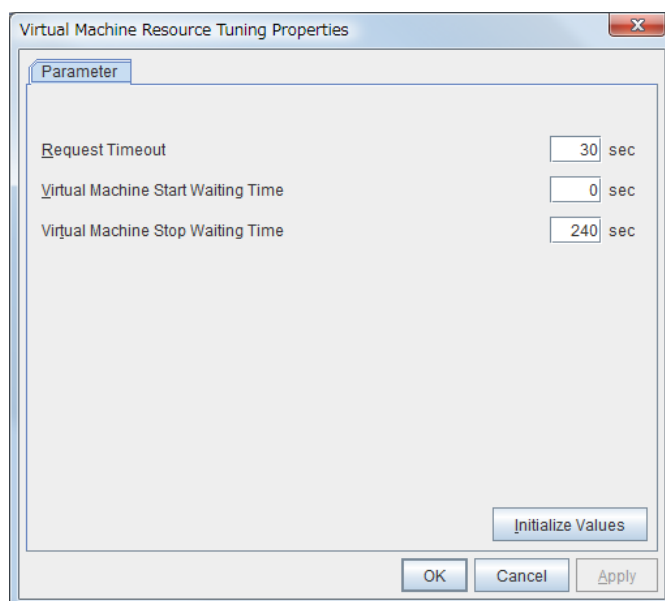 Virtual Machine Resource Tuning Properties
Parameter
Request Timeout 30 sec
Virtual Machine Start Waiting Time 0 sec
Virtual Machine Stop Waiting Time 240 sec
Initialize Values
OK Cancel Apply